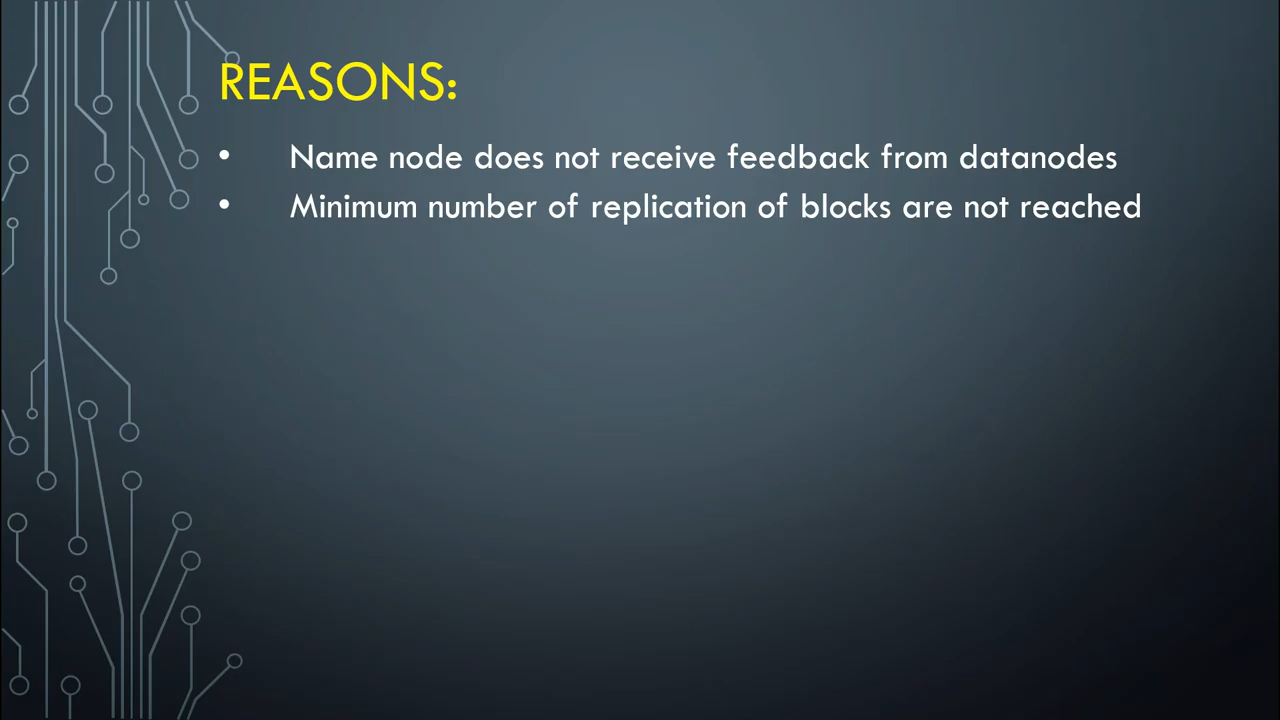 REASONS:
• Name node does not receive feedback from datanodes
• Minimum number of replication of blocks are not reached